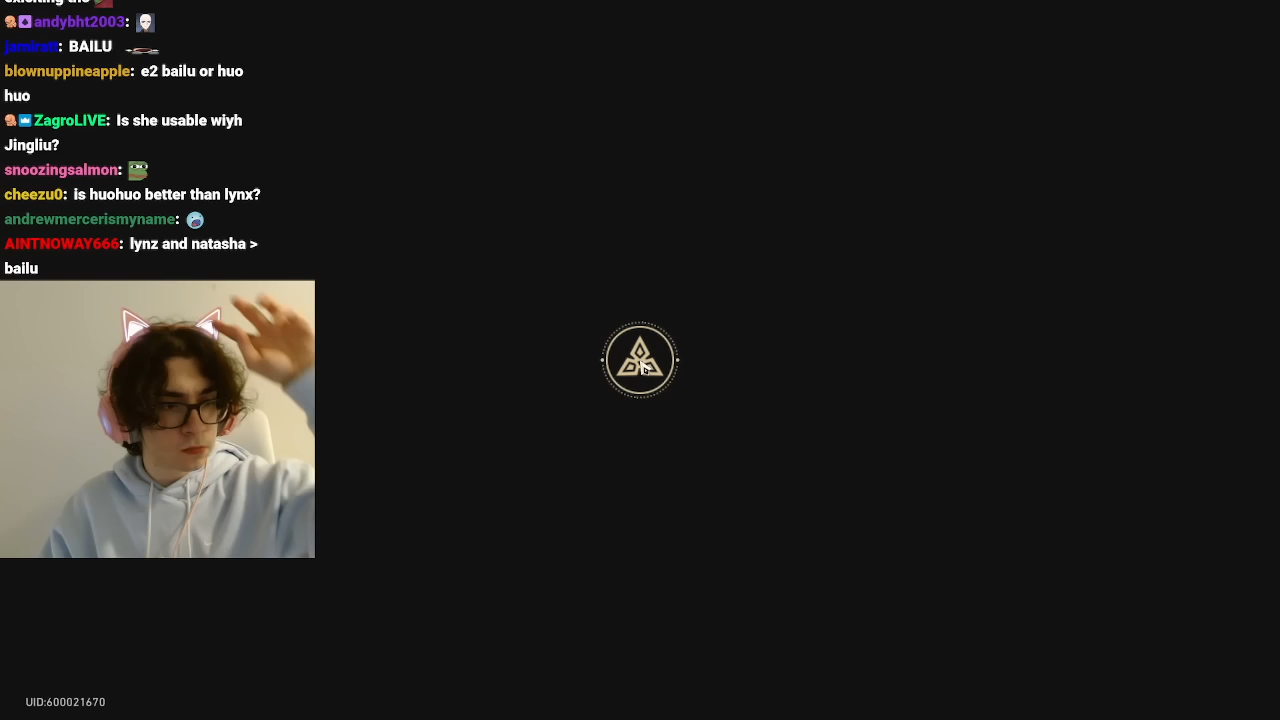 andybht2003:
jamiratt: BAILU
blownuppineapple: e2 bailu or huo
huo
ZagroLIVE: Is she usable wiyh
Jingliu?
snoozingsalmon:
cheezu0: is huohuo better than lynx?
andrewmercerismyname:
AINTNOWAY666: lynz and natasha >
bailu
UID:600021670